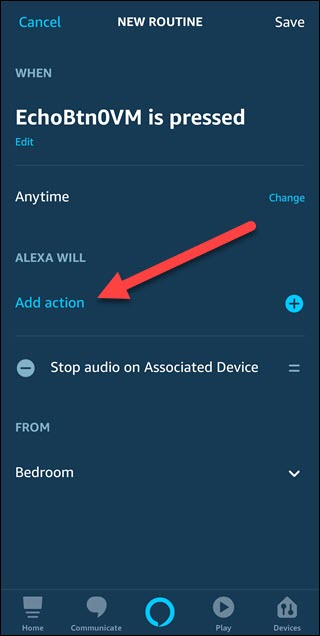 Cancel NEW ROUTINE Save
WHEN
EchoBtn0VM is pressed
Edit
Anytime Change
ALEXA WILL
Add action
Stop audio on Associated Device
FROM
Bedroom
Home Communicate Play Devices